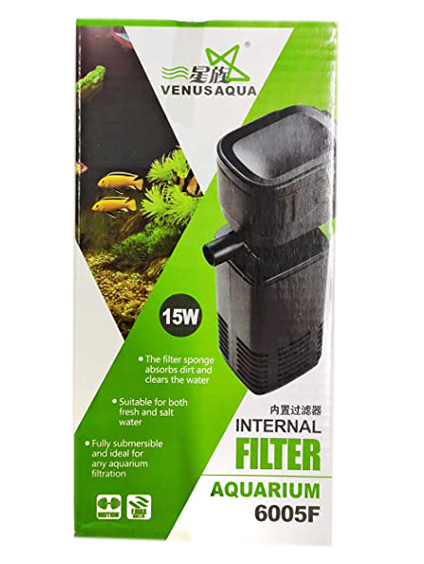 星族®
VENUSAQUA
15W
• The filter sponge
absorbs dirt and
clears the water
• Suitable for both
fresh and salt
water
• Fully submersible
and ideal for
any aquarium
filtration
内置过滤器
INTERNAL
FILTER
AQUARIUM
6005F